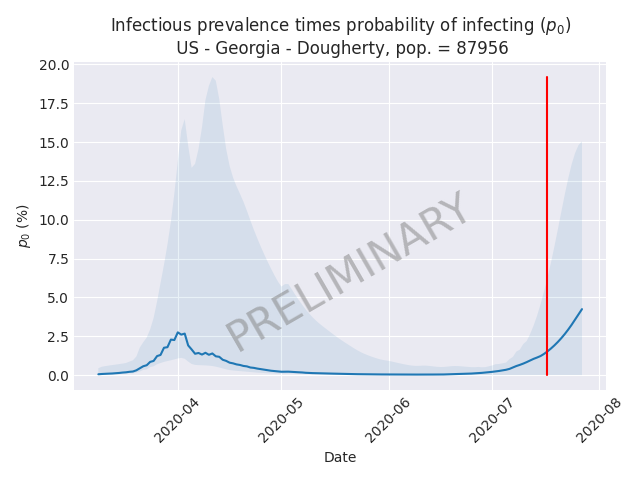 Infectious prevalence times probability of infecting (p₀)
US - Georgia - Dougherty, pop. = 87956
20.0
17.5
15.0
12.5
10.0
7.5
5.0
2.5
0.0
p₀ (%)
PRELIMINARY
2020-04
2020-05
2020-06
2020-07
2020-08
Date